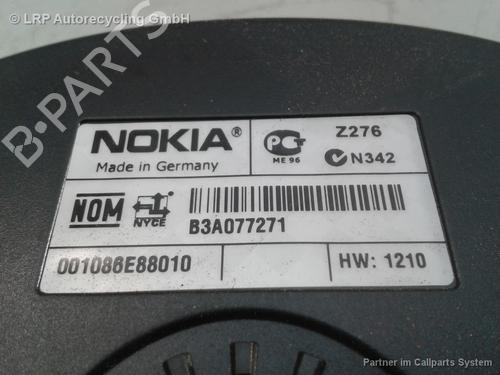 © LRP Autorecycling GmbH
B-PARTS
NOKIA®
Made in Germany
ME 96
Z276
N342
NOM
NYCE
B3A077271
001086E88010
HW: 1210
Partner im Callparts System